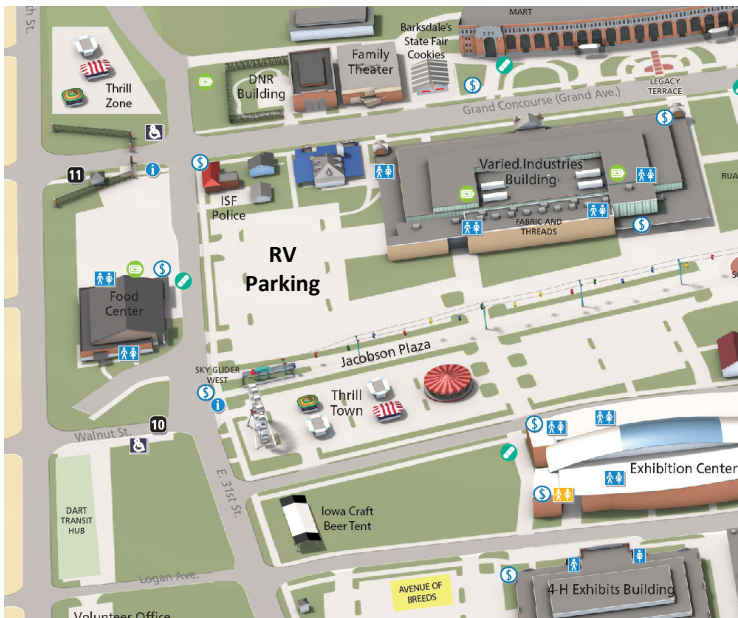 MART
Barksdale's
State Fair
Cookies
Family
Theater
DNR
Building
Thrill
Zone
LEGACY
TERRACE
Grand Concourse (Grand Ave.)
11
i
$
ISF
Police
Varied Industries
Building
FABRIC AND
THREADS
RV
Parking
Food
Center
Jacobson Plaza
SKY GLIDER
WEST
Thrill
Town
Walnut St.
10
E. 31st St.
DART
TRANSIT
HUB
Iowa Craft
Beer Tent
Exhibition Center
Logan Ave.
AVENUE OF
BREEDS
4-H Exhibits Building
Volunteer Office